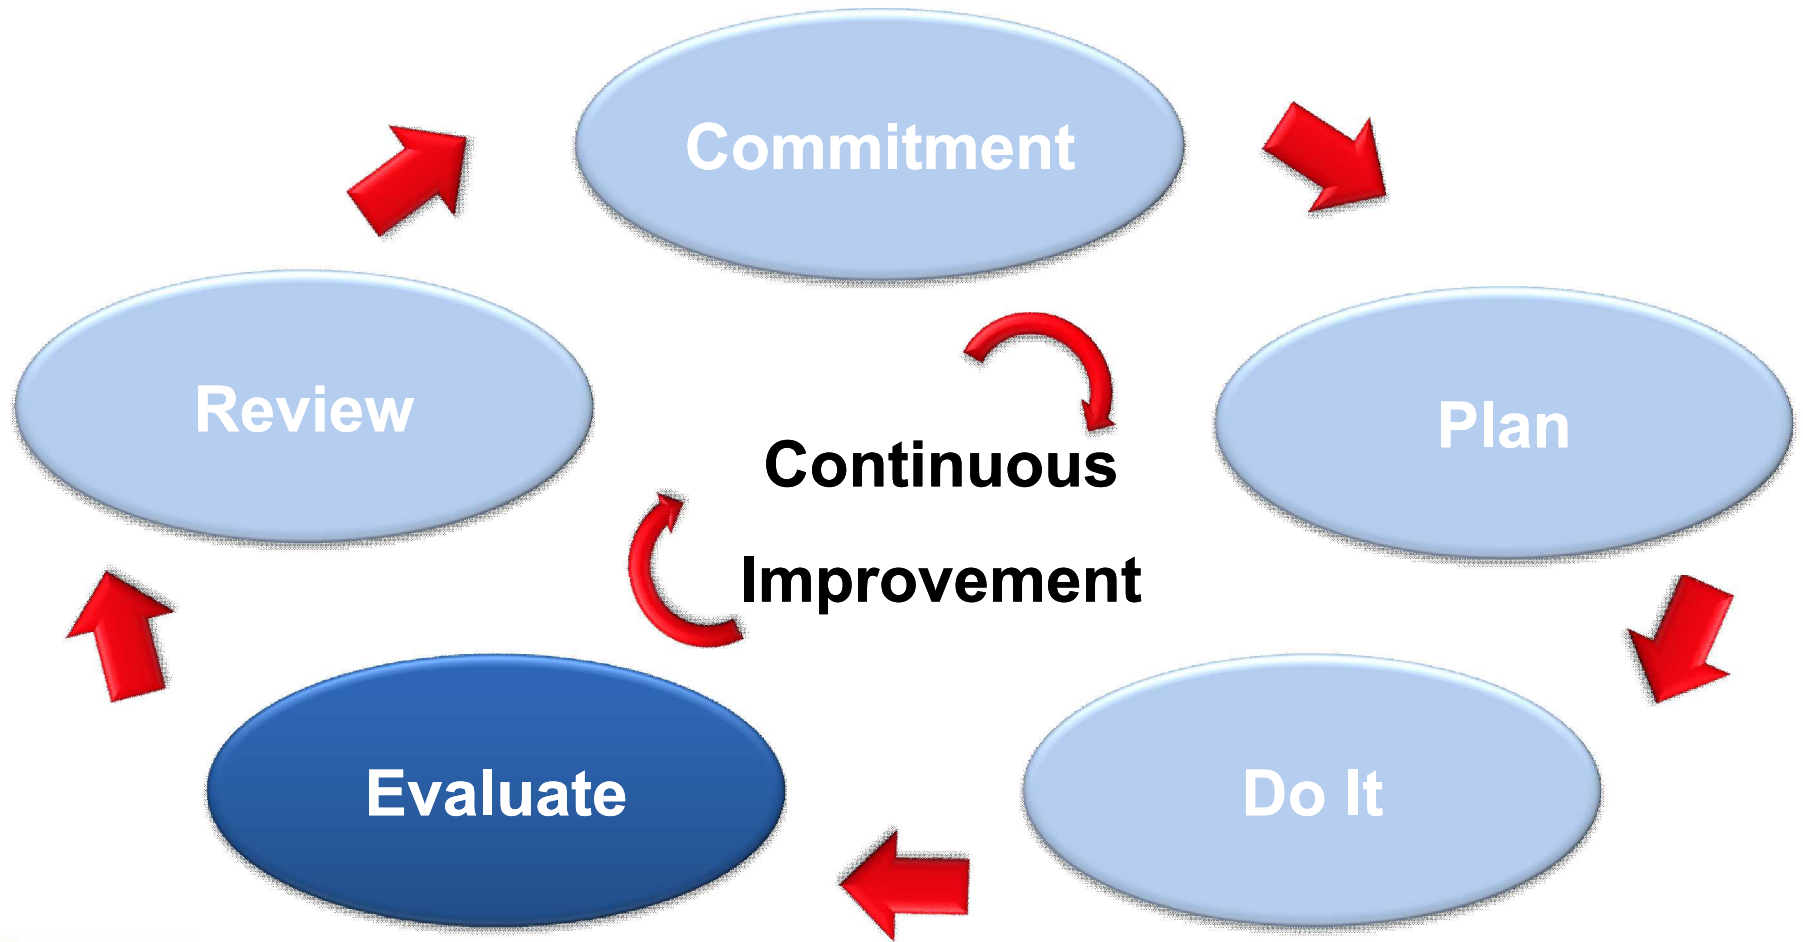 Commitment
Review
Plan
Continuous
Improvement
Evaluate
Do It